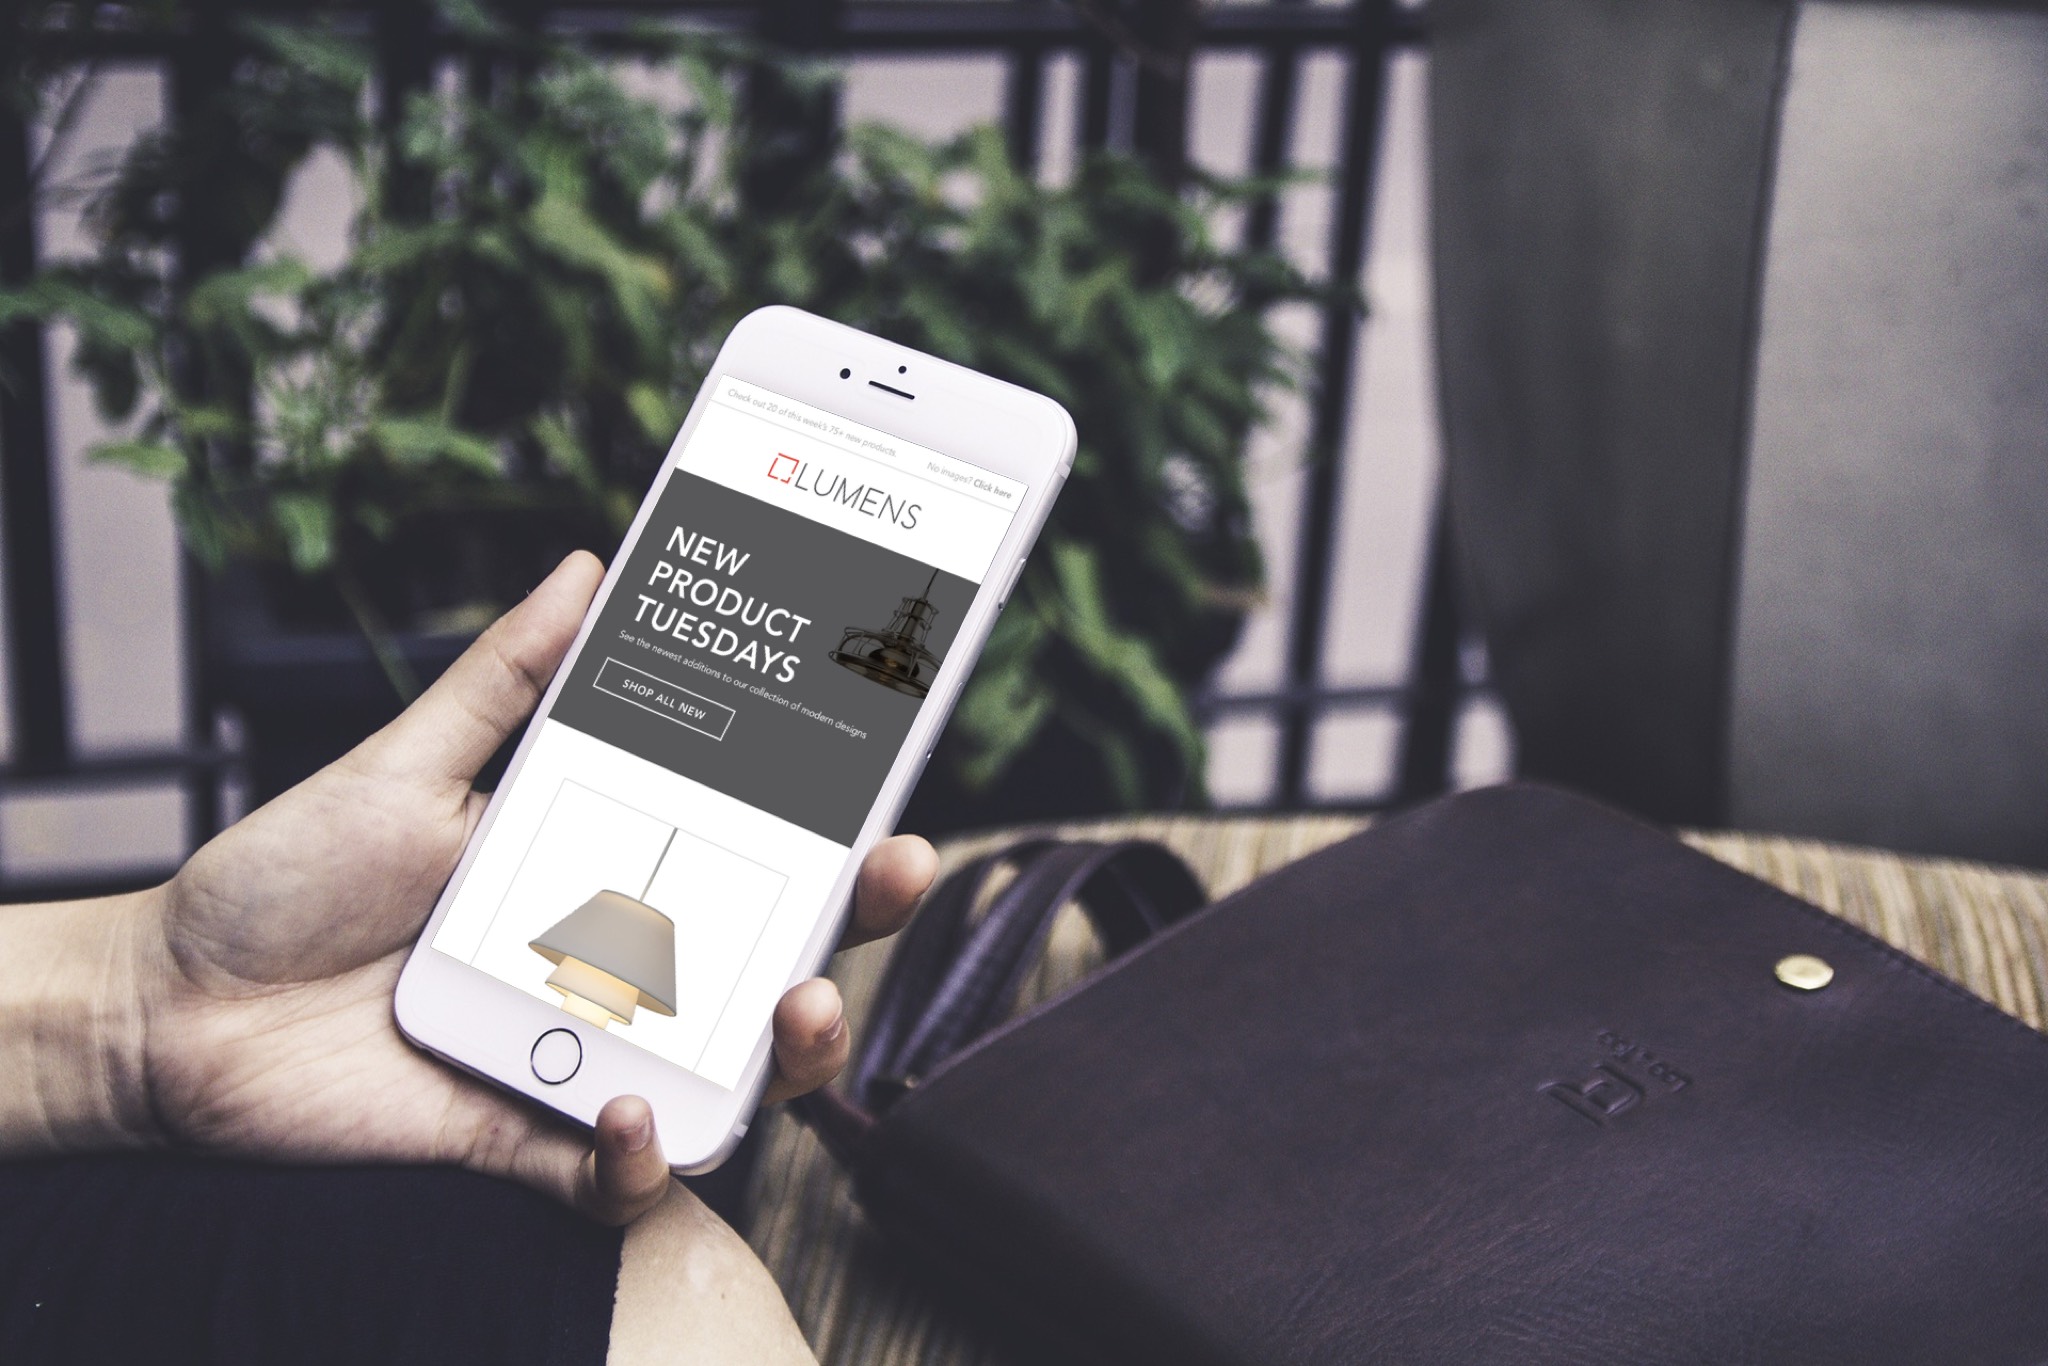 Check out 20 of this week's 75+ new products.
No images? Click here
LUMENS
NEW
PRODUCT
TUESDAYS
See the newest additions to our collection of modern designs
SHOP ALL NEW